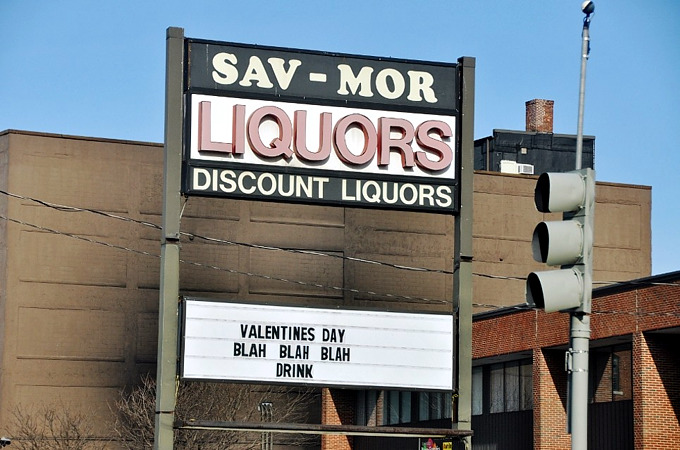 SAV-MOR
LIQUORS
DISCOUNT LIQUORS
VALENTINES DAY
BLAH BLAH BLAH
DRINK